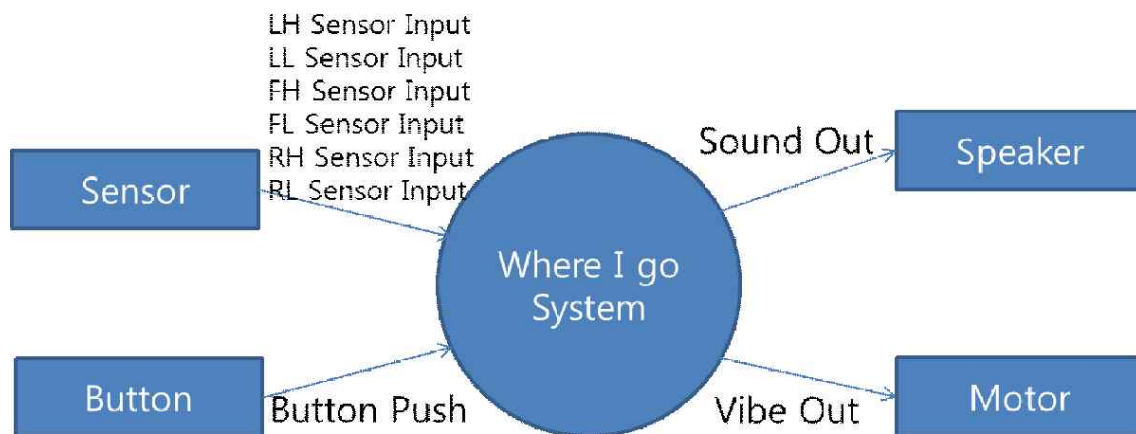 LH Sensor Input
LL Sensor Input
FH Sensor Input
FL Sensor Input
RH Sensor Input
RL Sensor Input
Sensor
Button
Button Push
Where I go
System
Sound Out
Speaker
Vibe Out
Motor